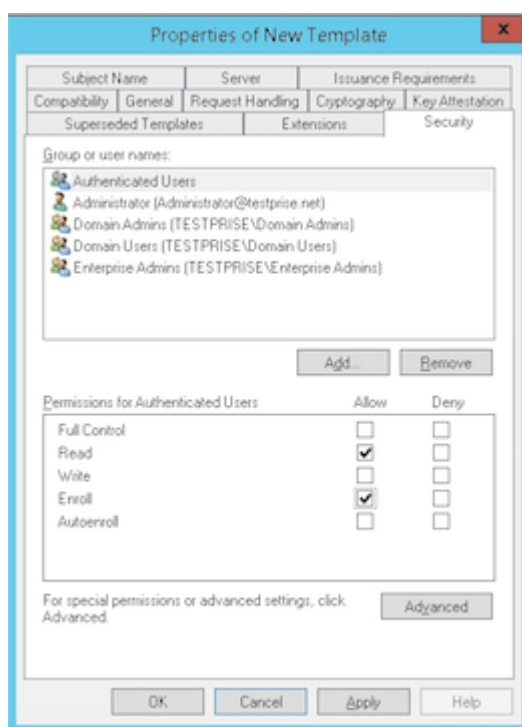 Properties of New Template
x
Subject Name Server Issuance Requirements
Compatibility General Request Handling Cryptography Key Attestation
Superseded Templates Extensions Security
Group or user names:
Authenticated Users
Administrator (Administrator@testprise.net)
Domain Admins (TESTPRISE\Domain Admins)
Domain Users (TESTPRISE\Domain Users)
Enterprise Admins (TESTPRISE\Enterprise Admins)
Add... Remove
Permissions for Authenticated Users Allow Deny
Full Control
Read
Write
Enroll
Autoenroll
For special permissions or advanced settings, click
Advanced. Advanced
OK Cancel Apply Help